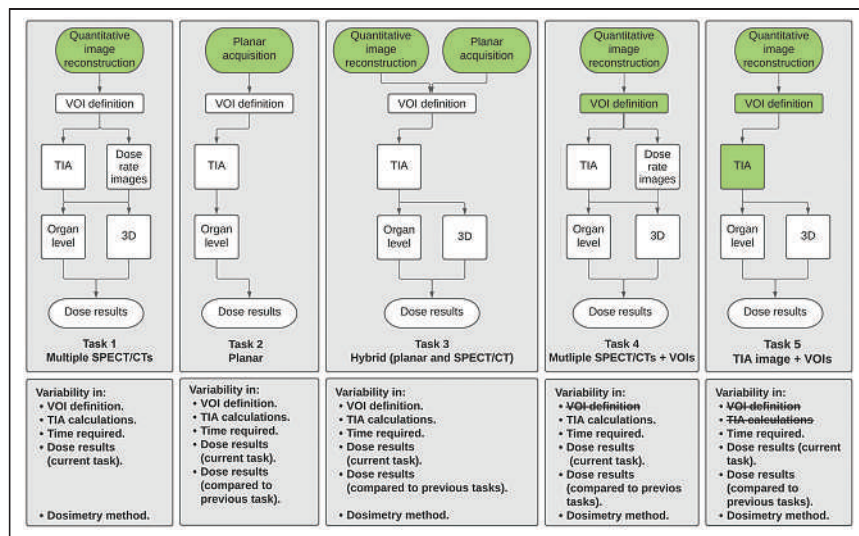 Quantitative
image
reconstruction
VOI definition
TIA
Dose
rate
images
Organ
level
3D
Dose results
Task 1
Multiple SPECT/CTs
Variability in:
• VOI definition.
• TIA calculations.
• Time required.
• Dose results
(current task).
• Dosimetry method.
Planar
acquisition
VOI definition
TIA
Organ
level
Dose results
Task 2
Planar
Variability in:
• VOI definition.
• TIA calculations.
• Time required.
• Dose results
(current task).
• Dose results
(compared to
previous task).
Quantitative
image
reconstruction
Planar
acquisition
VOI definition
TIA
Organ
level
3D
Dose results
Task 3
Hybrid (planar and SPECT/CT)
Variability in:
• VOI definition.
• TIA calculations.
• Time required.
• Dose results
(current task).
• Dose results
(compared to previous tasks).
• Dosimetry method.
Quantitative
image
reconstruction
VOI definition
TIA
Dose
rate
images
Organ
level
3D
Dose results
Task 4
Mutliple SPECT/CTs + VOIs
Variability in:
• VOI definition
• TIA calculations.
• Time required.
• Dose results
(current task).
• Dose results
(compared to previos
tasks).
• Dosimetry method.
Quantitative
image
reconstruction
VOI definition
TIA
Organ
level
3D
Dose results
Task 5
TIA image + VOIs
Variability in:
• VOI definition
• TIA calculations
• Time required.
• Dose results (current
task).
• Dose results
(compared to
previous tasks).
• Dosimetry method.